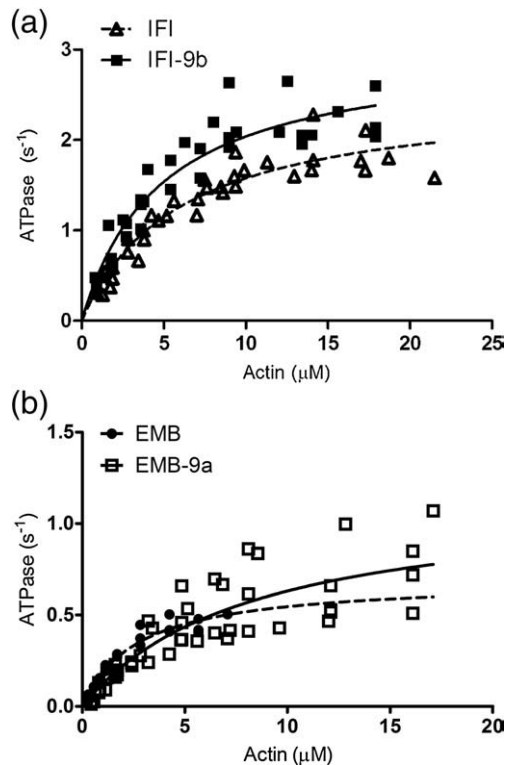 (a)
IFI
IFI-9b
3
2
1
0
ATPase (s⁻¹)
0 5 10 15 20 25
Actin (μM)
(b)
EMB
EMB-9a
1.5
1.0
0.5
0.0
ATPase (s⁻¹)
0 5 10 15 20
Actin (μM)